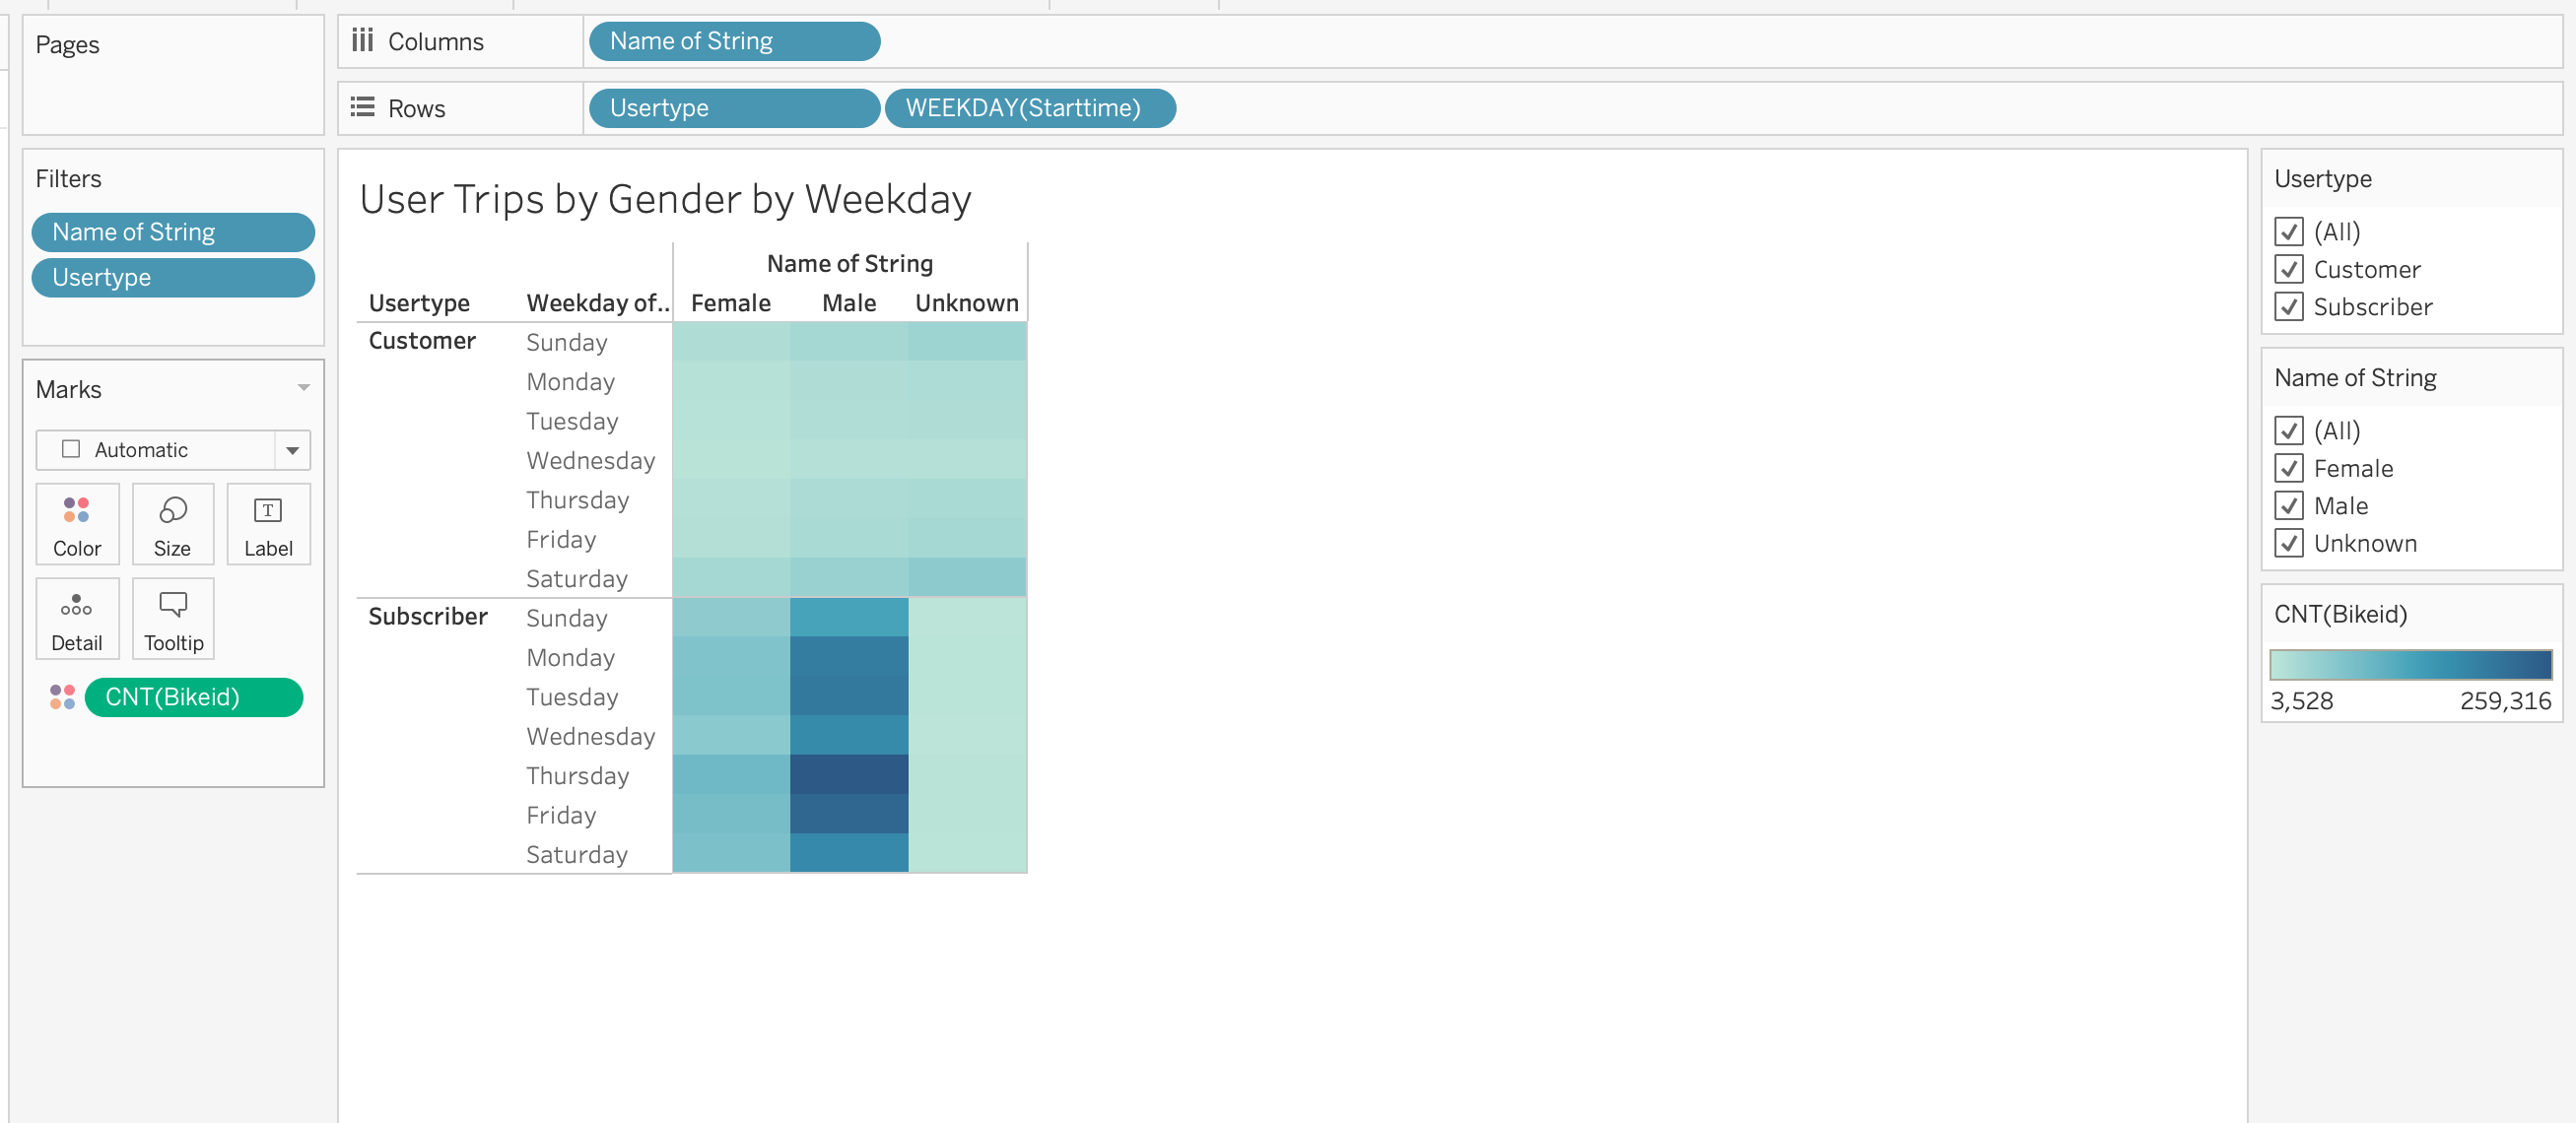 Pages
Columns
Name of String
Rows
Usertype
WEEKDAY(Starttime)
Filters
Name of String
Usertype
Marks
Automatic
Color
Size
T
Label
Detail
Tooltip
CNT(Bikeid)
User Trips by Gender by Weekday
Name of String
Usertype Weekday of.. Female Male Unknown
Customer Sunday
Monday
Tuesday
Wednesday
Thursday
Friday
Saturday
Subscriber Sunday
Monday
Tuesday
Wednesday
Thursday
Friday
Saturday
Usertype
(All)
Customer
Subscriber
Name of String
(All)
Female
Male
Unknown
CNT(Bikeid)
3,528 259,316